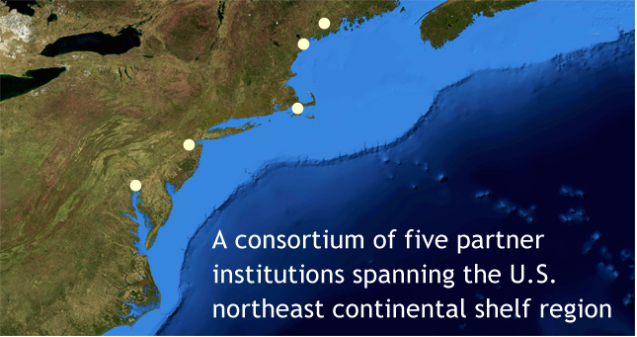 A consortium of five partner
institutions spanning the U.S.
northeast continental shelf region